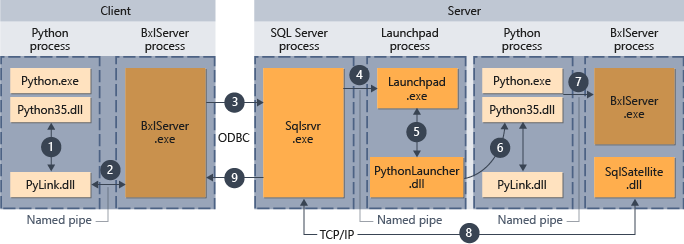 Client
Server
Python
process
BxlServer
process
SQL Server
process
Launchpad
process
Python
process
BxlServer
process
Python.exe
Python35.dll
1
PyLink.dll
2
BxlServer
.exe
3
ODBC
9
Sqlsrvr
.exe
4
Launchpad
.exe
5
PythonLauncher
.dll
6
Python.exe
Python35.dll
PyLink.dll
7
BxlServer
.exe
SqlSatellite
.dll
Named pipe
Named pipe
Named pipe
TCP/IP
8